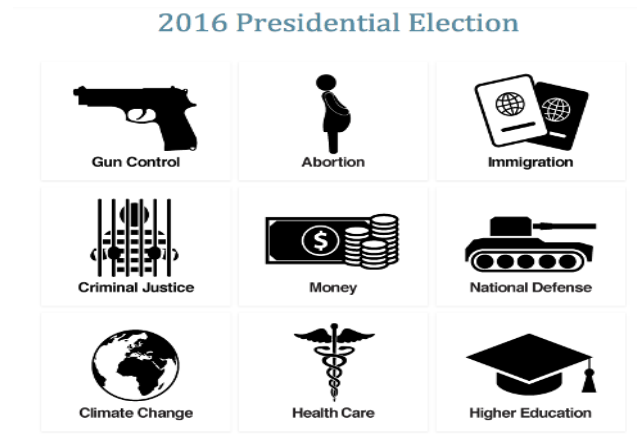 2016 Presidential Election
Gun Control
Abortion
Immigration
$
Criminal Justice
Money
National Defense
Climate Change
Health Care
Higher Education